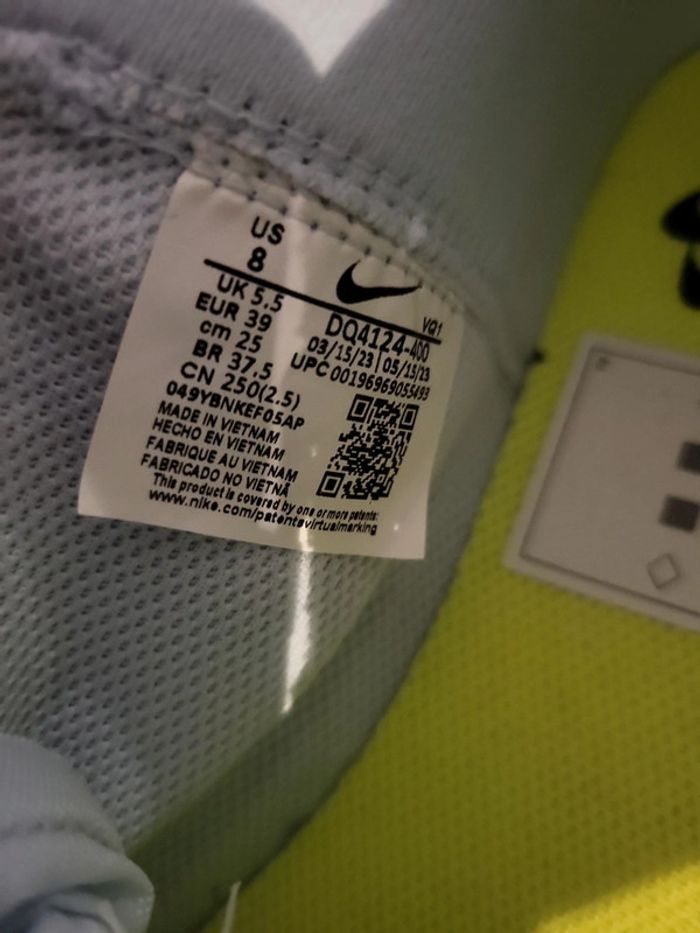 US
8
UK 5.5
EUR 39
cm 25
BR 37.5
CN 250(2.5)
VQ1
DQ4124-400
03/15/23 | 05/15/23
UPC 00196969055493
049YBNKEF05AP
MADE IN VIETNAM
HECHO EN VIETNAM
FABRIQUE AU VIETNAM
FABRICADO NO VIETNÃ
This product is covered by one or more patents:
www.nike.com/patentsvirtualmarking